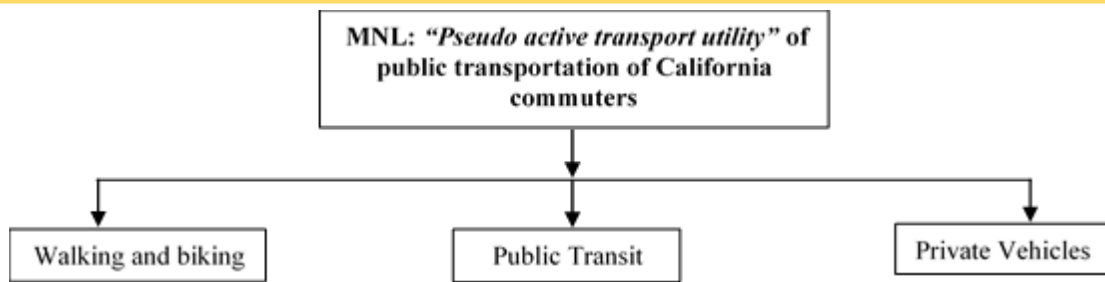 MNL: “Pseudo active transport utility” of
public transportation of California
commuters
Walking and biking
Public Transit
Private Vehicles